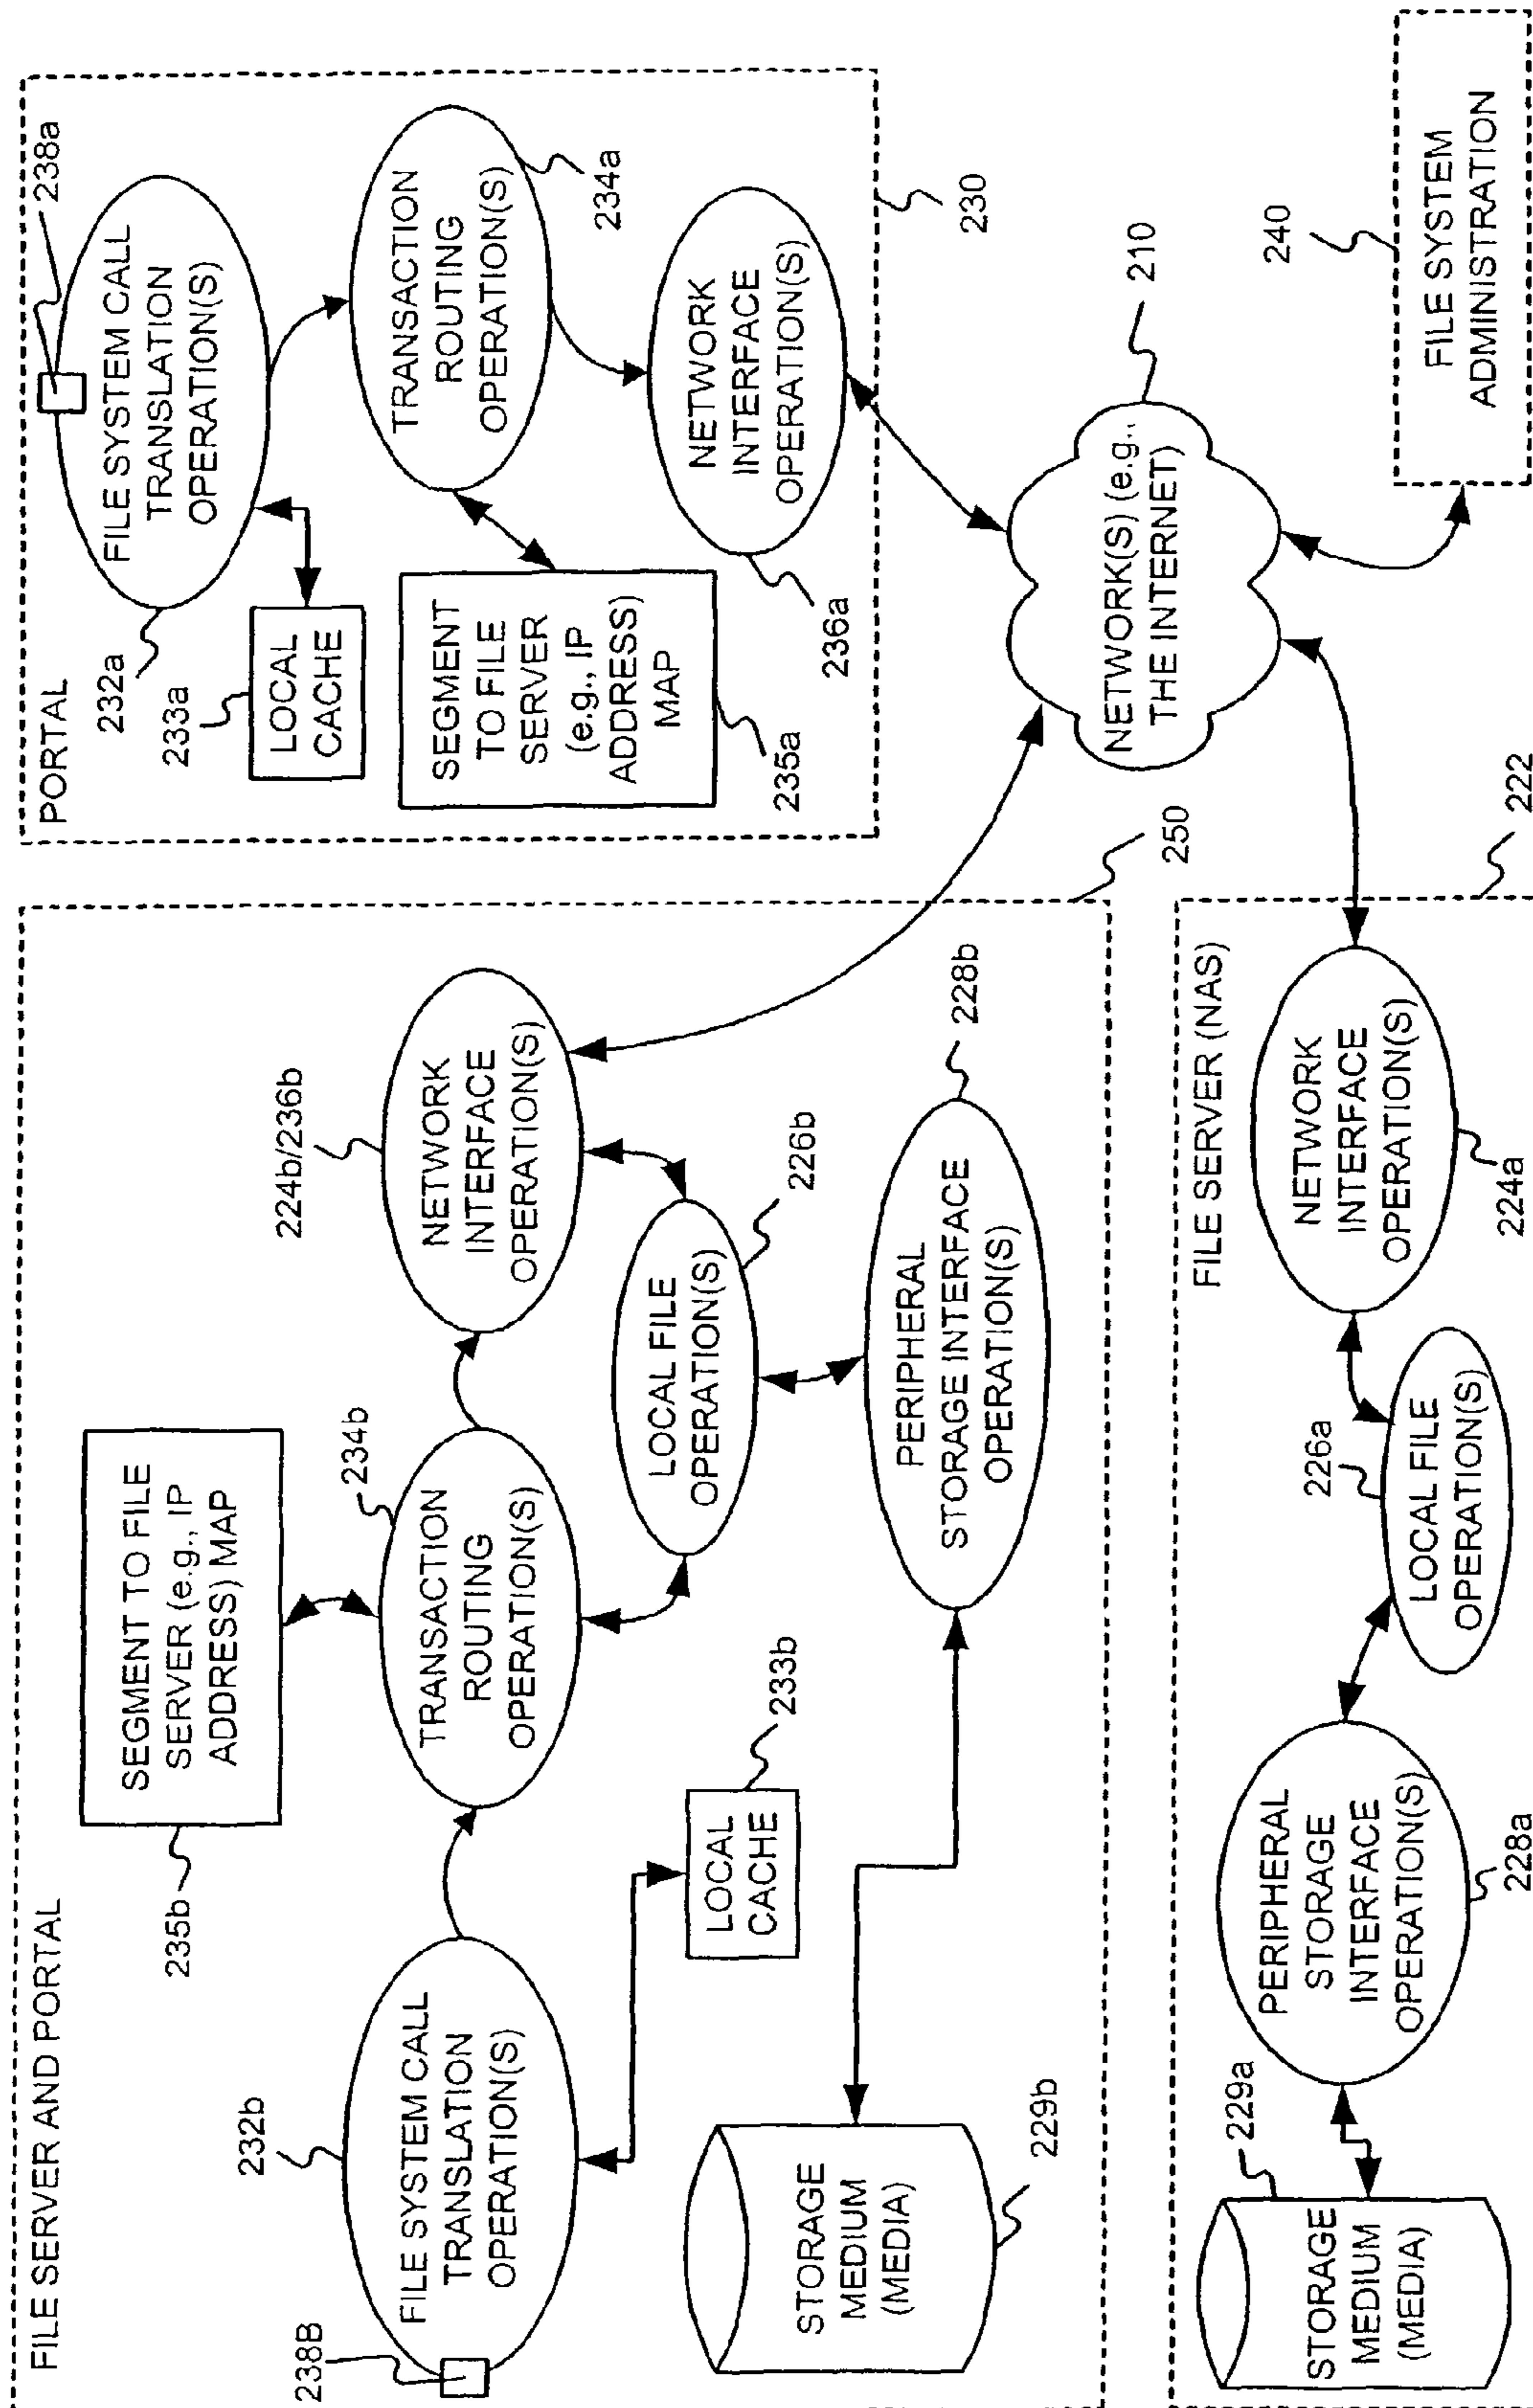 FILE SERVER AND PORTAL
235b
SEGMENT TO FILE
SERVER (e.g., IP
ADDRESS) MAP
238B
232b
FILE SYSTEM CALL
TRANSLATION
OPERATION(S)
234b
TRANSACTION
ROUTING
OPERATION(S)
224b/236b
NETWORK
INTERFACE
OPERATION(S)
LOCAL FILE
OPERATION(S)
226b
LOCAL
CACHE
233b
STORAGE
MEDIUM
(MEDIA)
229b
PERIPHERAL
STORAGE INTERFACE
OPERATION(S)
228b
250
PORTAL
238a
FILE SYSTEM CALL
TRANSLATION
OPERATION(S)
232a
233a
LOCAL
CACHE
TRANSACTION
ROUTING
OPERATION(S)
234a
SEGMENT
TO FILE
SERVER
(e.g., IP
ADDRESS)
MAP
235a
NETWORK
INTERFACE
OPERATION(S)
236a
230
NETWORK(S) (e.g.,
THE INTERNET)
210
240
FILE SYSTEM
ADMINISTRATION
FILE SERVER (NAS)
222
229a
STORAGE
MEDIUM
(MEDIA)
PERIPHERAL
STORAGE
INTERFACE
OPERATION(S)
228a
226a
LOCAL FILE
OPERATION(S)
NETWORK
INTERFACE
OPERATION(S)
224a